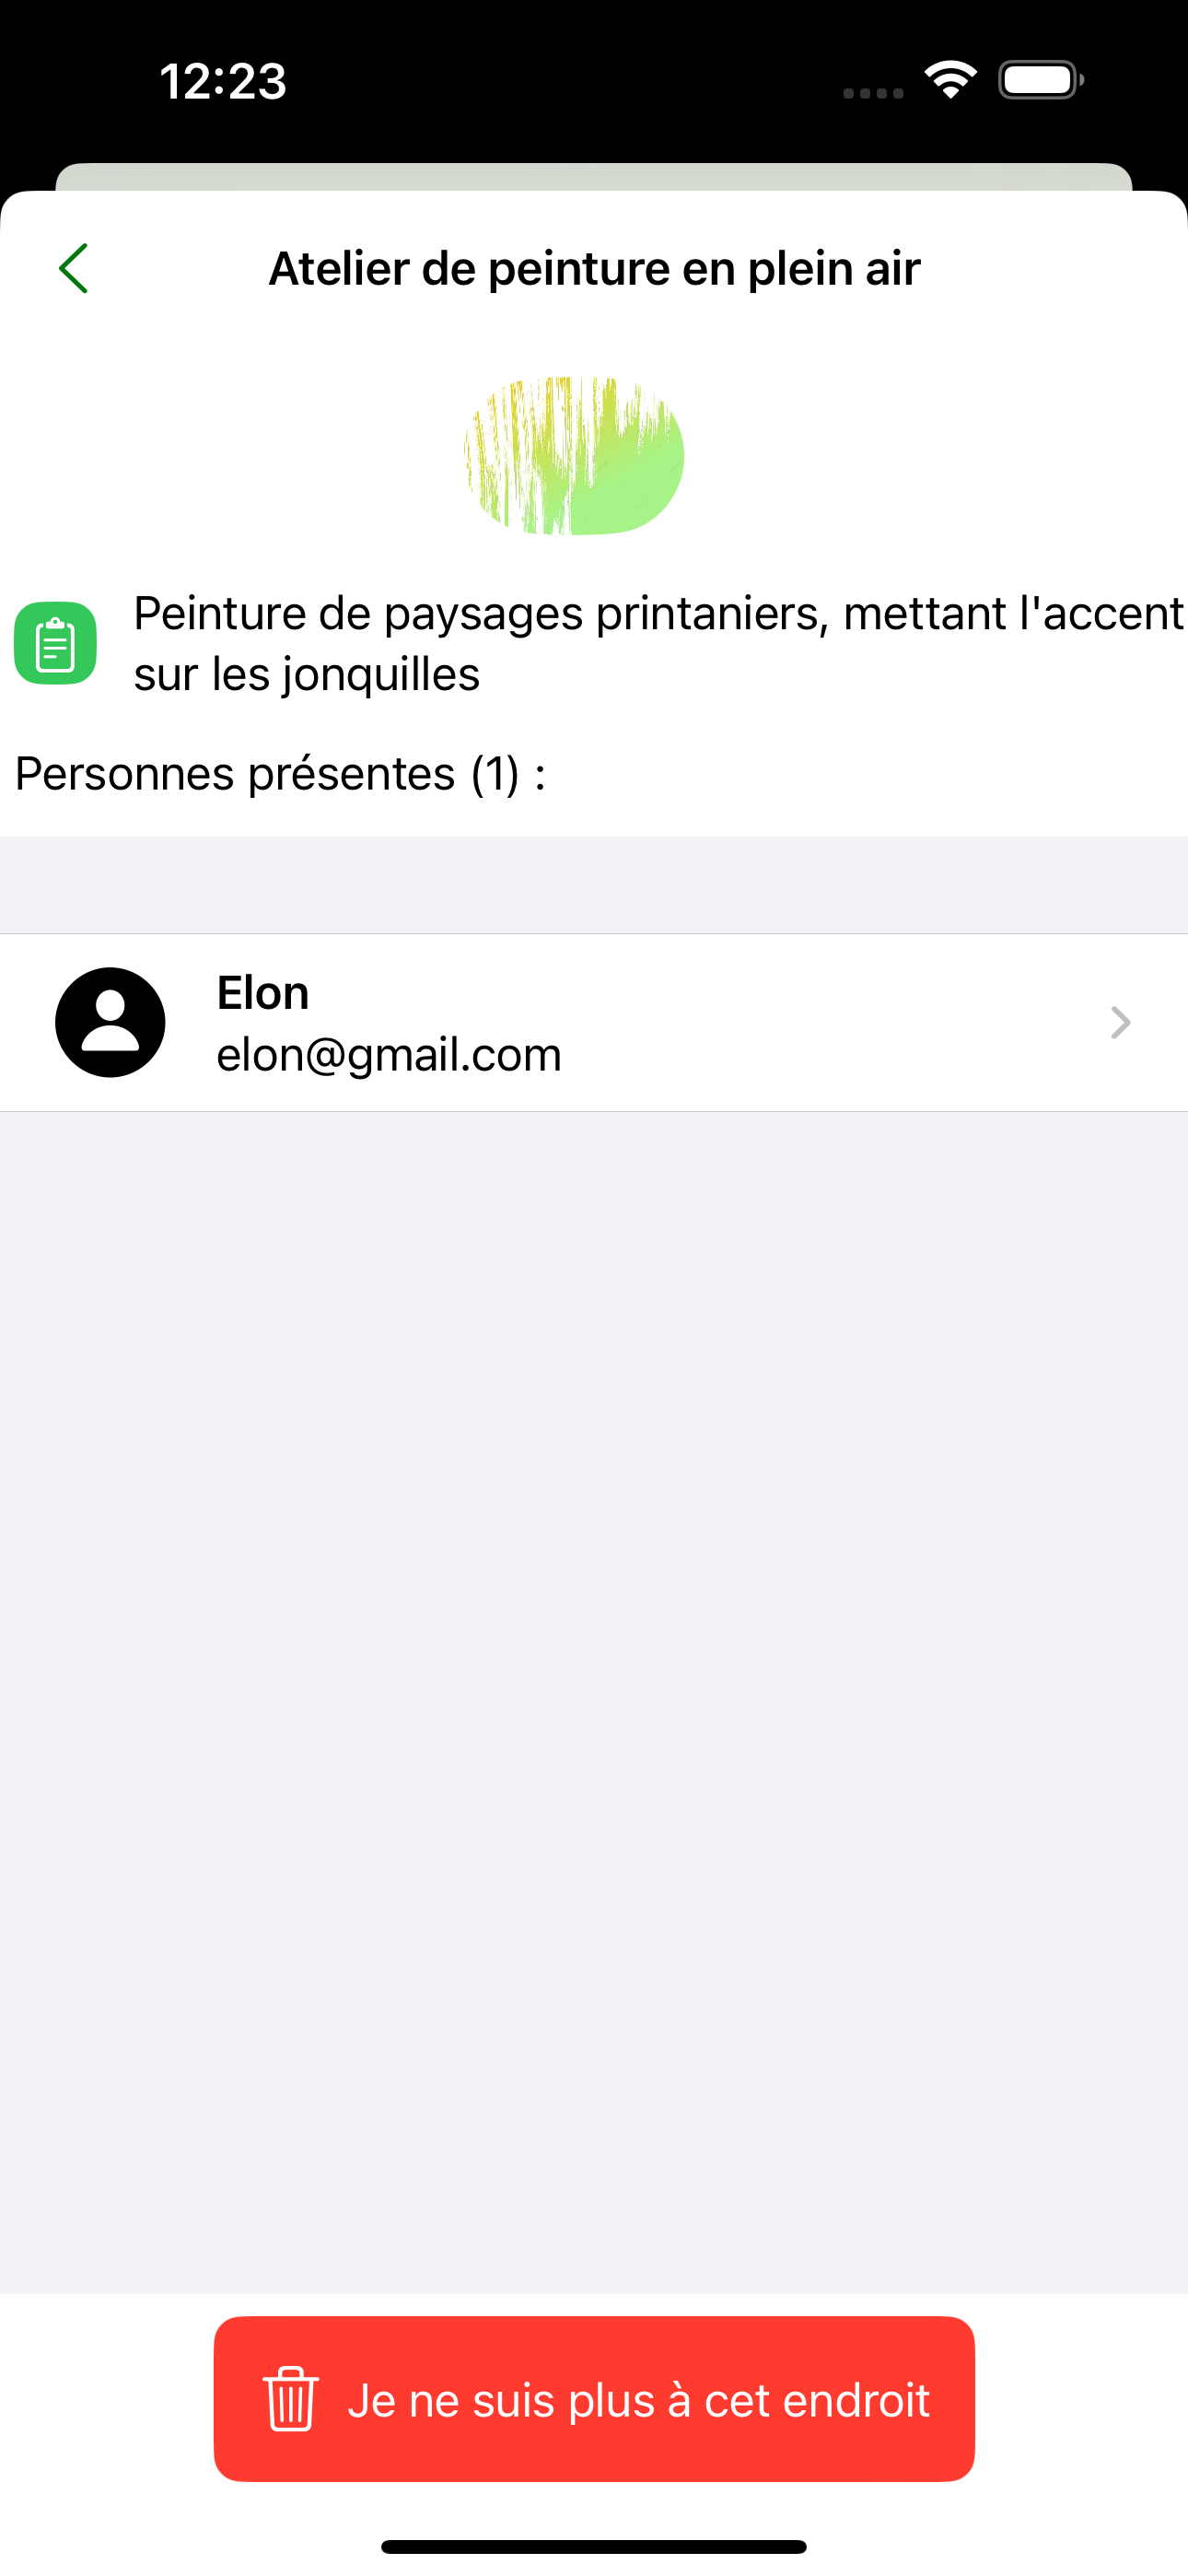 12:23
Atelier de peinture en plein air
Peinture de paysages printaniers, mettant l'accent
sur les jonquilles
Personnes présentes (1) :
Elon
elon@gmail.com
Je ne suis plus à cet endroit